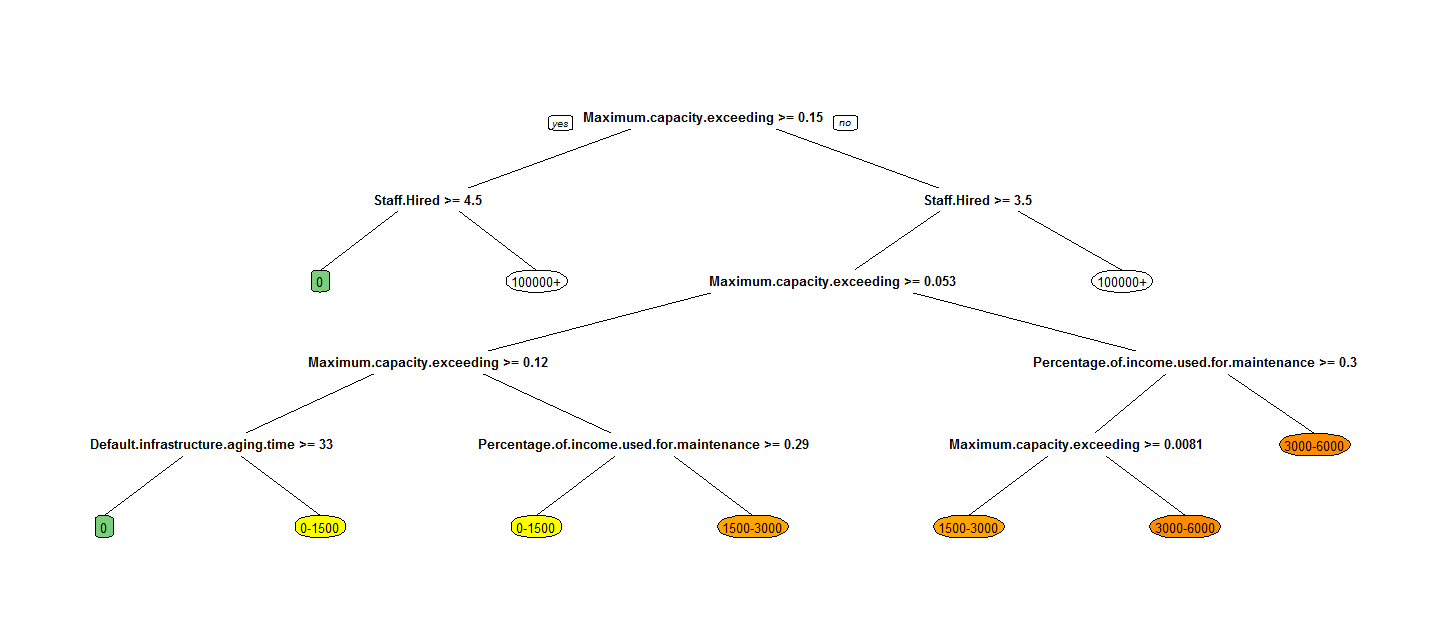 yes
Maximum.capacity.exceeding >= 0.15
no
Staff.Hired >= 4.5
Staff.Hired >= 3.5
0
100000+
Maximum.capacity.exceeding >= 0.053
100000+
Maximum.capacity.exceeding >= 0.12
Percentage.of.income.used.for.maintenance >= 0.3
Default.infrastructure.aging.time >= 33
Percentage.of.income.used.for.maintenance >= 0.29
Maximum.capacity.exceeding >= 0.0081
3000-6000
0
0-1500
0-1500
1500-3000
1500-3000
3000-6000